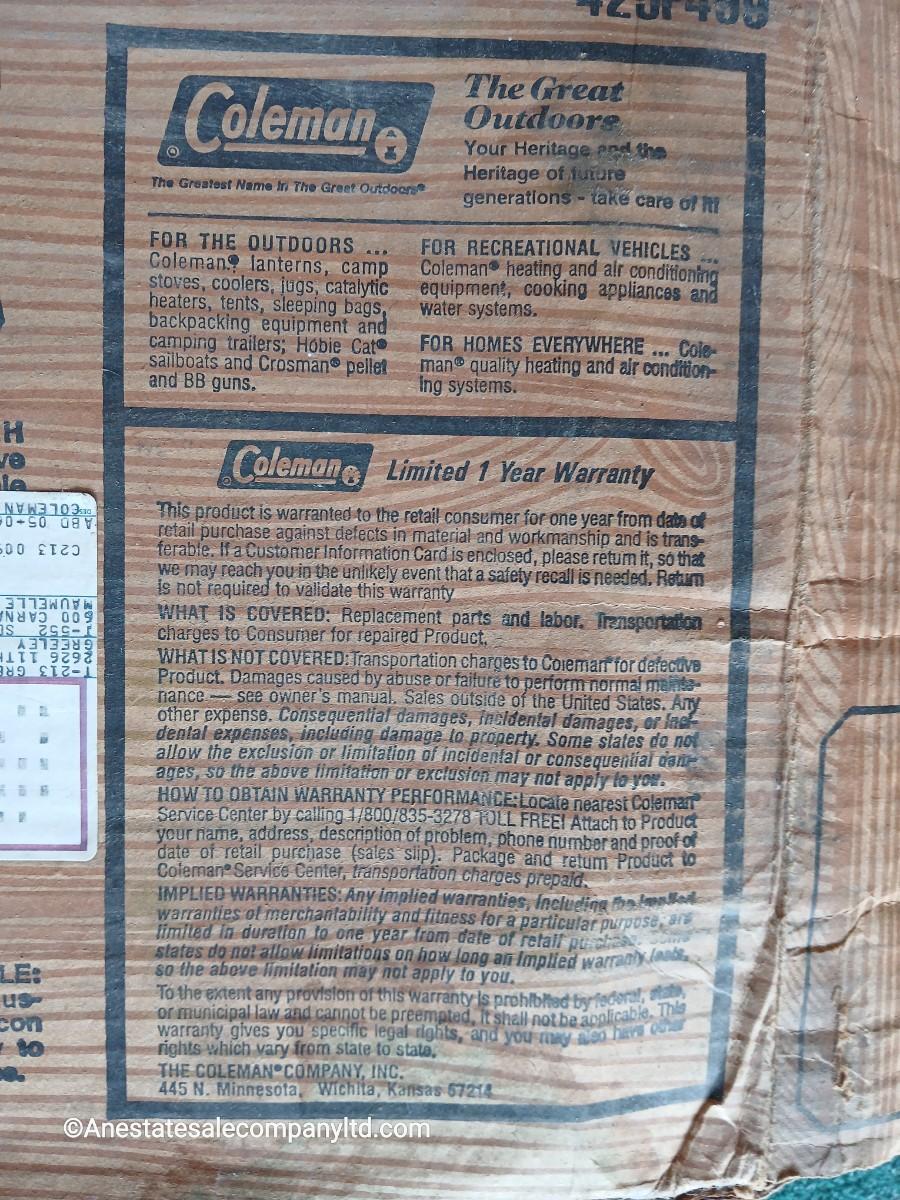 425F499
Coleman
®
The Greatest Name In The Great Outdoors®
The Great
Outdoors
Your Heritage and the
Heritage of future
generations - take care of it!
FOR THE OUTDOORS ...
Coleman® lanterns, camp
stoves, coolers, jugs, catalytic
heaters, tents, sleeping bags,
backpacking equipment and
camping trailers; Hobie Cat®
sailboats and Crosman® pellet
and BB guns.
FOR RECREATIONAL VEHICLES ...
Coleman® heating and air conditioning
equipment, cooking appliances and
water systems.
FOR HOMES EVERYWHERE ... Cole-
man® quality heating and air condition-
ing systems.
Coleman® Limited 1 Year Warranty
This product is warranted to the retail consumer for one year from date of
retail purchase against defects in material and workmanship and is trans-
ferable. If a Customer Information Card is enclosed, please return it, so that
we may reach you in the unlikely event that a safety recall is needed. Return
is not required to validate this warranty
WHAT IS COVERED: Replacement parts and labor. Transportation
charges to Consumer for repaired Product.
WHAT IS NOT COVERED: Transportation charges to Coleman® for defective
Product. Damages caused by abuse or failure to perform normal mainte-
nance — see owner's manual. Sales outside of the United States. Any
other expense. Consequential damages, incidental damages, or inci-
dental expenses, including damage to property. Some states do not
allow the exclusion or limitation of incidental or consequential dam-
ages, so the above limitation or exclusion may not apply to you.
HOW TO OBTAIN WARRANTY PERFORMANCE: Locate nearest Coleman®
Service Center by calling 1/800/835-3278 TOLL FREE! Attach to Product
your name, address, description of problem, phone number and proof of
date of retail purchase (sales slip). Package and return Product to
Coleman® Service Center, transportation charges prepaid.
IMPLIED WARRANTIES: Any implied warranties, including the implied
warranties of merchantability and fitness for a particular purpose, are
limited in duration to one year from date of retail purchase. Some
states do not allow limitations on how long an implied warranty lasts,
so the above limitation may not apply to you.
To the extent any provision of this warranty is prohibited by federal, state,
or municipal law and cannot be preempted, it shall not be applicable. This
warranty gives you specific legal rights, and you may also have other
rights which vary from state to state.
THE COLEMAN® COMPANY, INC.
445 N. Minnesota, Wichita, Kansas 67214
H
ve
le
COLEMAN
ABD
C213
MAUMELLE
600 CARNA
J-552
GREELEY
2626 11TH
T-213 GRE
LE:
us-
con
to
©Anestatesalecompanyltd.com